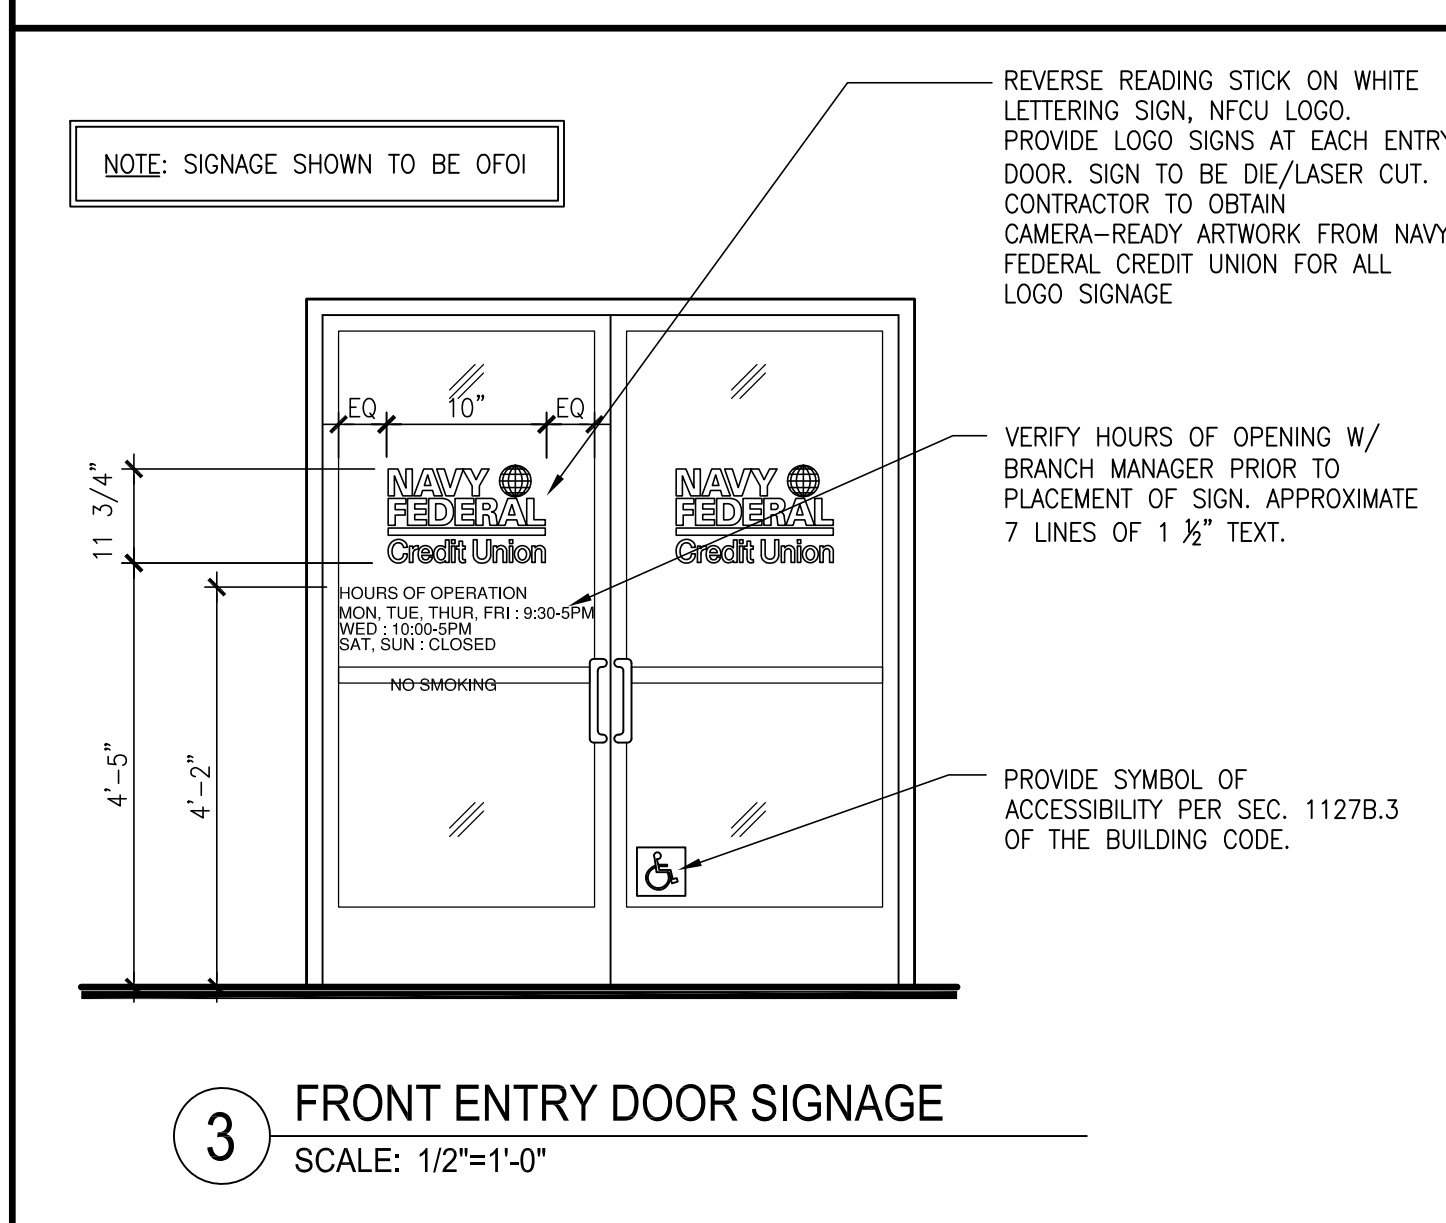 REVERSE READING STICK ON WHITE
LETTERING SIGN, NFCU LOGO.
PROVIDE LOGO SIGNS AT EACH ENTRY
DOOR. SIGN TO BE DIE/LASER CUT.
CONTRACTOR TO OBTAIN
CAMERA-READY ARTWORK FROM NAVY
FEDERAL CREDIT UNION FOR ALL
LOGO SIGNAGE
NOTE: SIGNAGE SHOWN TO BE OFOI
EQ
10"
EQ
11 3/4"
NAVY
FEDERAL
Credit Union
NAVY
FEDERAL
Credit Union
VERIFY HOURS OF OPENING W/
BRANCH MANAGER PRIOR TO
PLACEMENT OF SIGN. APPROXIMATE
7 LINES OF 1 ½" TEXT.
HOURS OF OPERATION
MON, TUE, THUR, FRI : 9:30-5PM
WED : 10:00-5PM
SAT, SUN : CLOSED
NO SMOKING
4'-5"
4'-2"
PROVIDE SYMBOL OF
ACCESSIBILITY PER SEC. 1127B.3
OF THE BUILDING CODE.
3
FRONT ENTRY DOOR SIGNAGE
SCALE: 1/2"=1'-0"